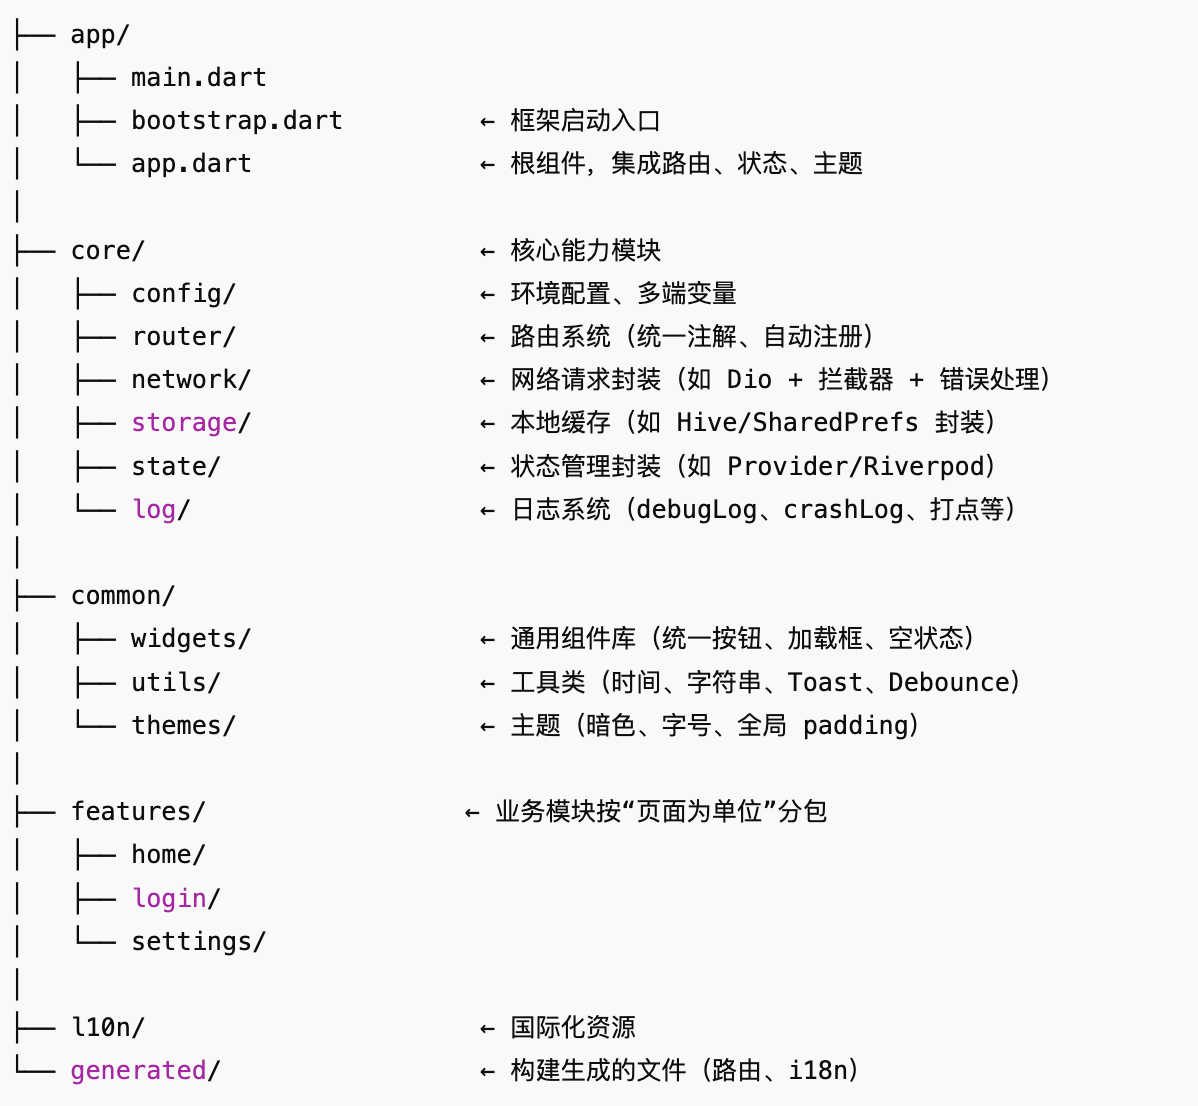 ├── app/
│   ├── main.dart
│   ├── bootstrap.dart         ← 框架启动入口
│   └── app.dart               ← 根组件，集成路由、状态、主题
│
├── core/                      ← 核心能力模块
│   ├── config/                ← 环境配置、多端变量
│   ├── router/                ← 路由系统（统一注解、自动注册）
│   ├── network/               ← 网络请求封装（如 Dio + 拦截器 + 错误处理）
│   ├── storage/               ← 本地缓存（如 Hive/SharedPrefs 封装）
│   ├── state/                 ← 状态管理封装（如 Provider/Riverpod）
│   └── log/                   ← 日志系统（debugLog、crashLog、打点等）
│
├── common/
│   ├── widgets/               ← 通用组件库（统一按钮、加载框、空状态）
│   ├── utils/                 ← 工具类（时间、字符串、Toast、Debounce）
│   └── themes/                ← 主题（暗色、字号、全局 padding）
│
├── features/                 ← 业务模块按“页面为单位”分包
│   ├── home/
│   ├── login/
│   └── settings/
│
├── l10n/                      ← 国际化资源
└── generated/                 ← 构建生成的文件（路由、i18n）